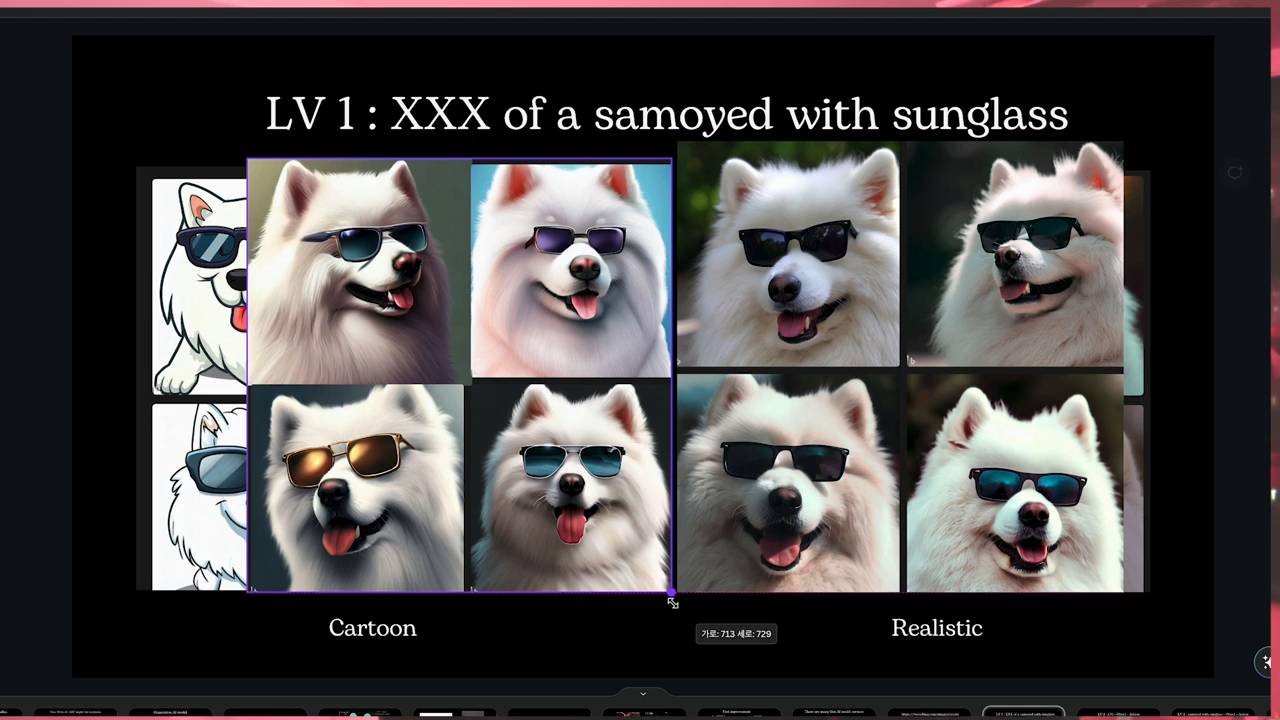 LV 1 : XXX of a samoyed with sunglass
Cartoon
Realistic
가로: 713 세로: 729